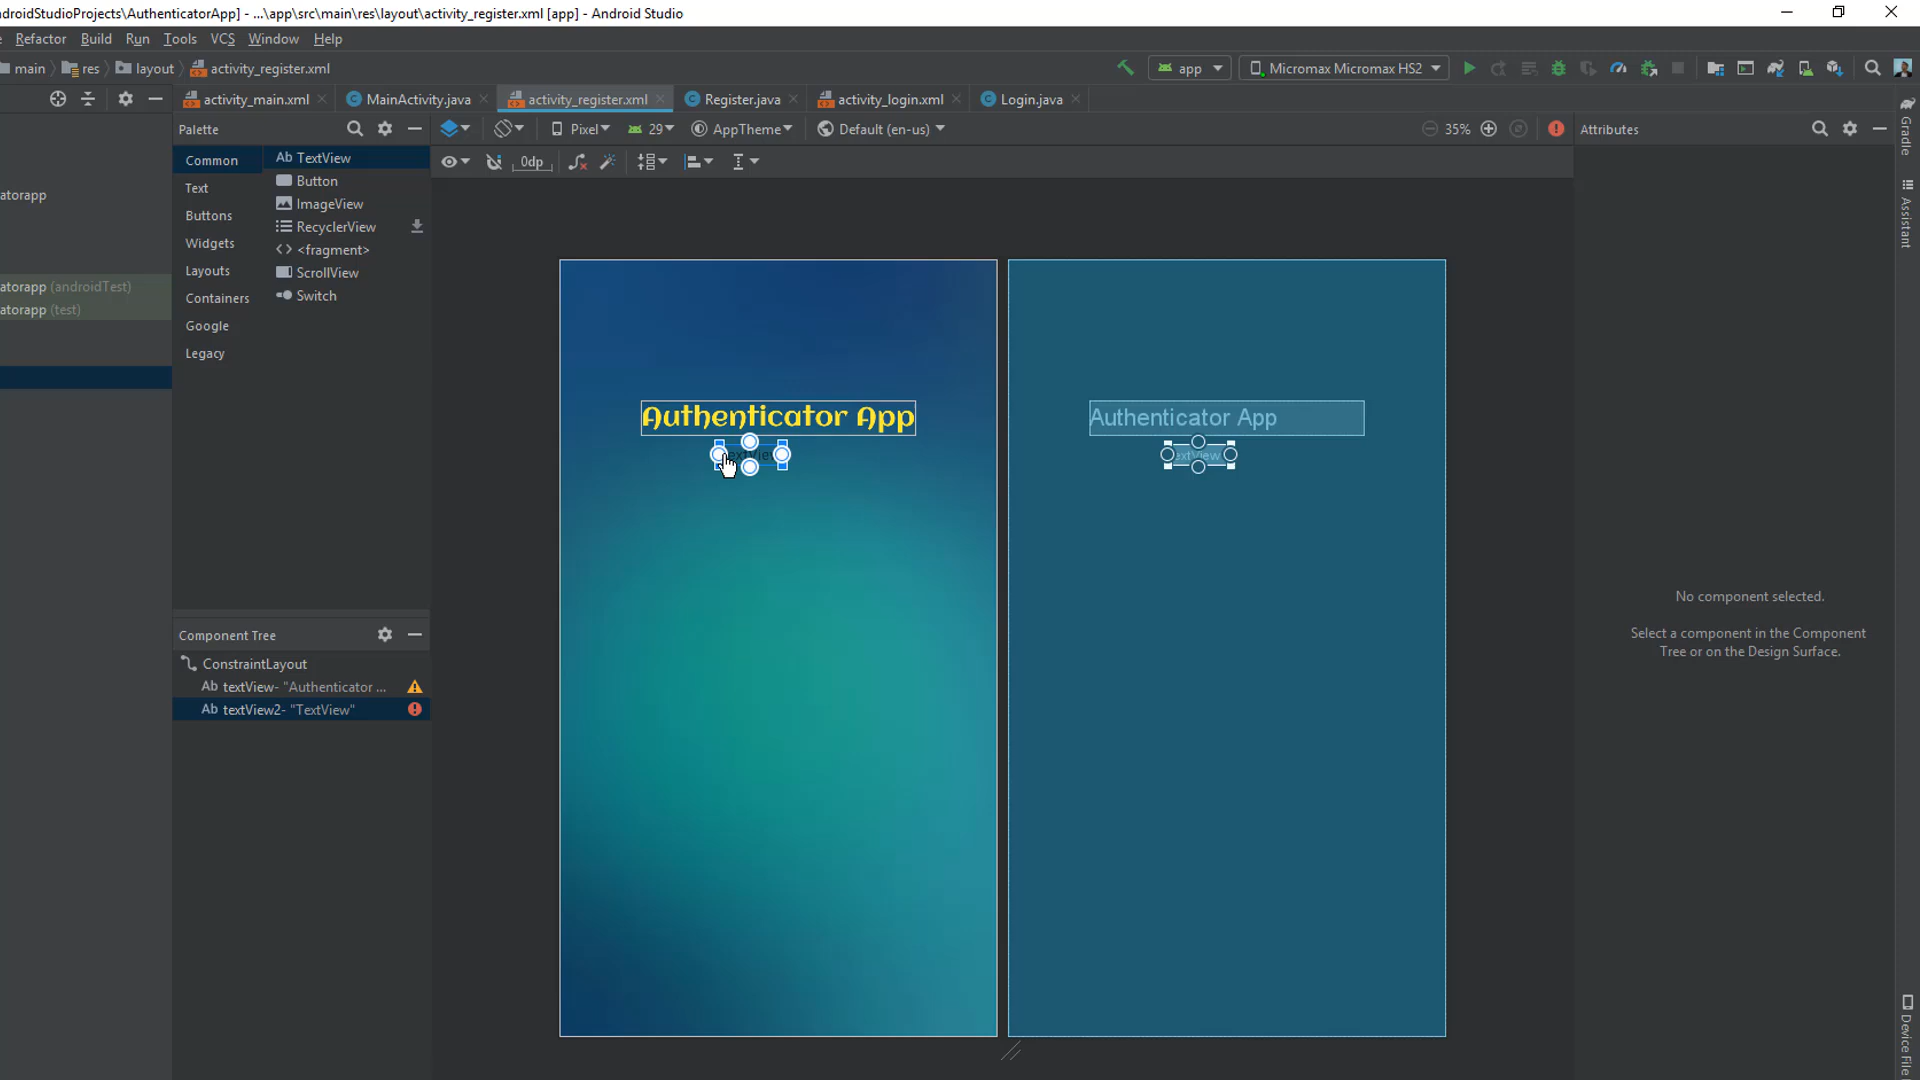 ndroidStudioProjects\AuthenticatorApp] - ...\app\src\main\res\layout\activity_register.xml [app] - Android Studio
Refactor Build Run Tools VCS Window Help
main res layout activity_register.xml
app Micromax Micromax HS2
activity_main.xml MainActivity.java activity_register.xml Register.java activity_login.xml Login.java
Palette
Pixel 29 AppTheme Default (en-us) 35%
Attributes
0dp
Common
Text
Buttons
Widgets
Layouts
Containers
Google
Legacy
Ab TextView
Button
ImageView
RecyclerView
<fragment>
ScrollView
Switch
atorapp
atorapp (androidTest)
atorapp (test)
Authenticator App
Authenticator App
extView
Component Tree
ConstraintLayout
Ab textView- "Authenticator ...
Ab textView2- "TextView"
No component selected.
Select a component in the Component
Tree or on the Design Surface.
Gradle
Assistant
Device File